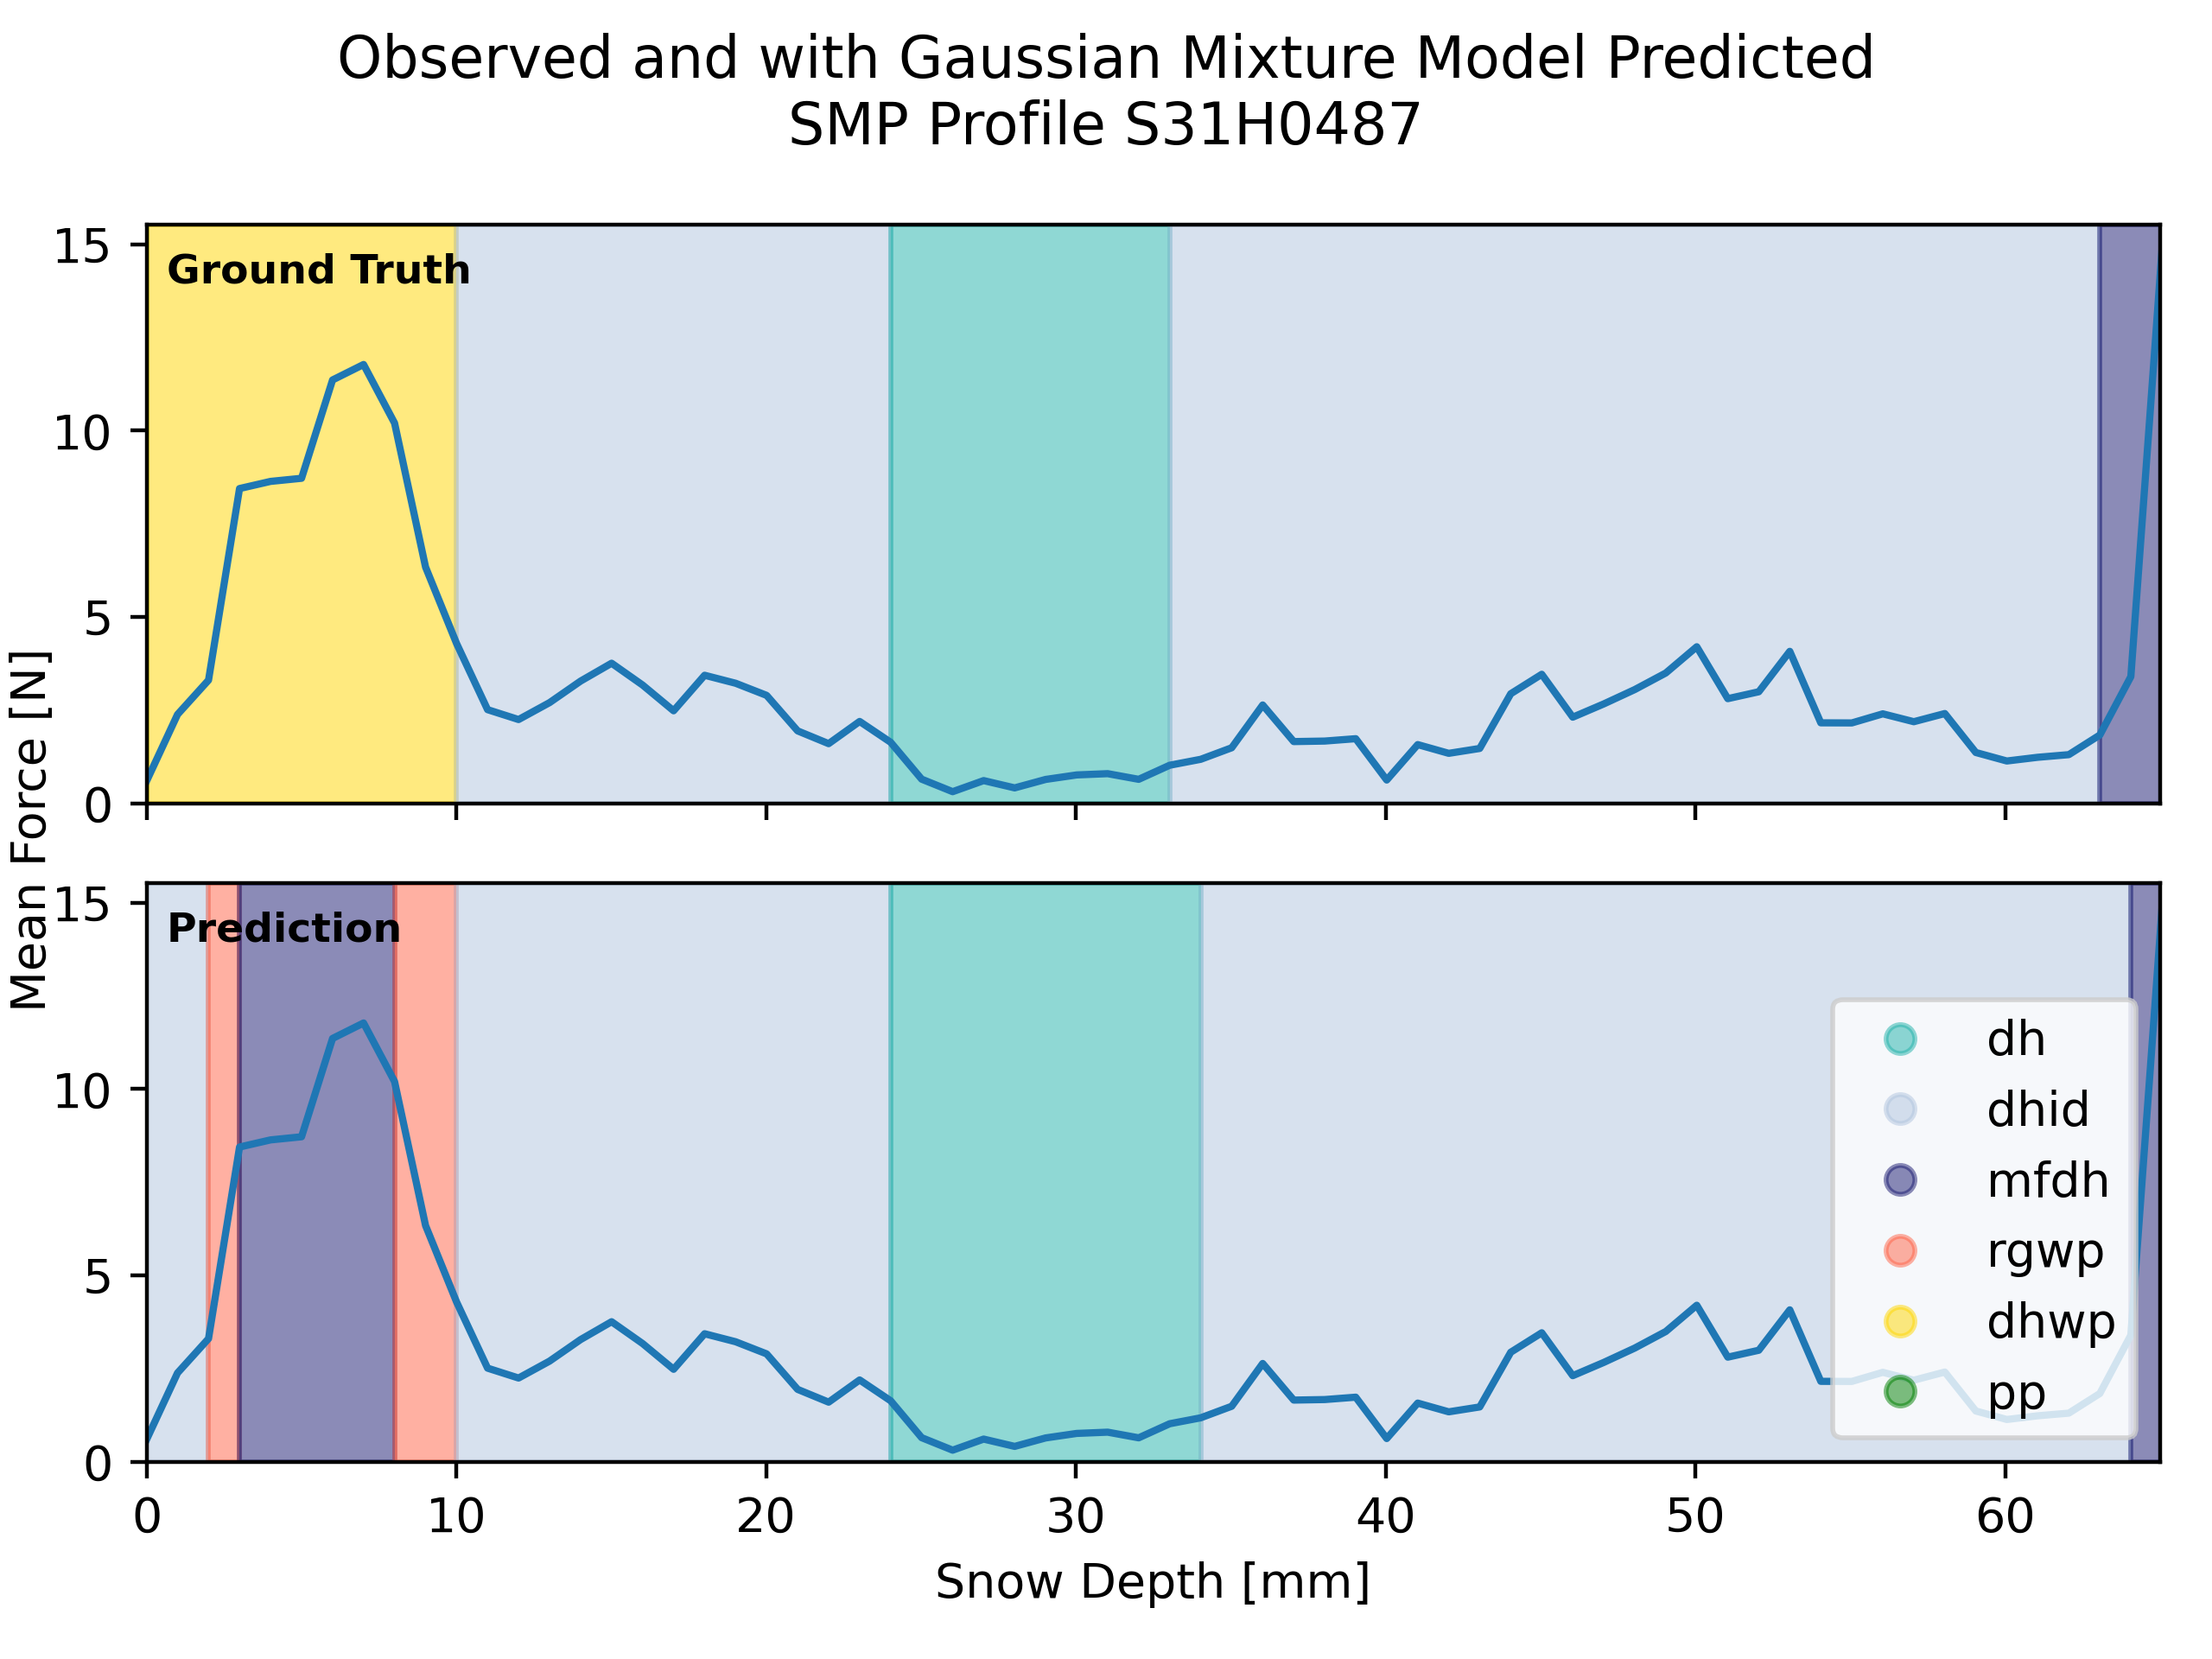 Observed and with Gaussian Mixture Model Predicted
SMP Profile S31H0487
Mean Force [N]
15
10
5
0
Ground Truth
15
10
5
0
Prediction
dh
dhid
mfdh
rgwp
dhwp
pp
0 10 20 30 40 50 60
Snow Depth [mm]